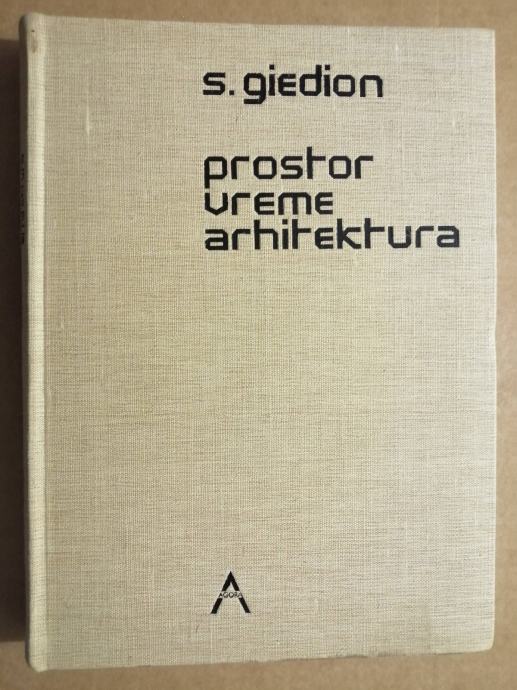 s. giedion
prostor
vreme
arhitektura
AGORA